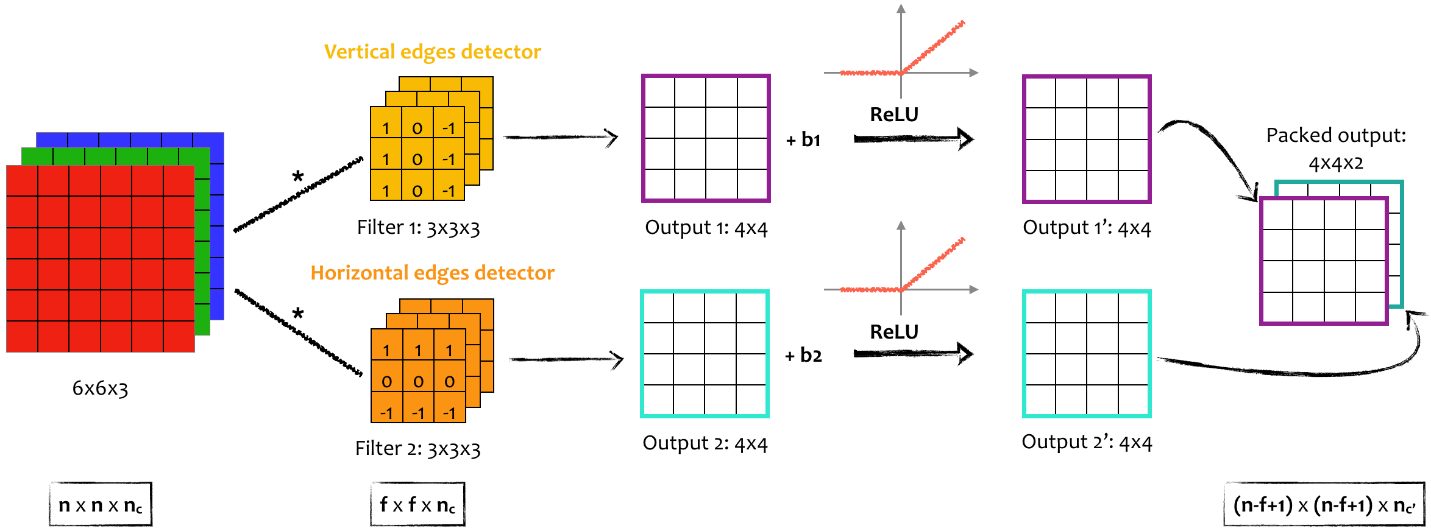 Vertical edges detector
1 0 -1
1 0 -1
1 0 -1
Filter 1: 3x3x3
*
6x6x3
*
Horizontal edges detector
1 1 1
0 0 0
-1 -1 -1
Filter 2: 3x3x3
Output 1: 4x4
+ b1
ReLU
Output 1’: 4x4
Output 2: 4x4
+ b2
ReLU
Output 2’: 4x4
Packed output:
4x4x2
n x n x nc
f x f x nc
(n-f+1) x (n-f+1) x nc’